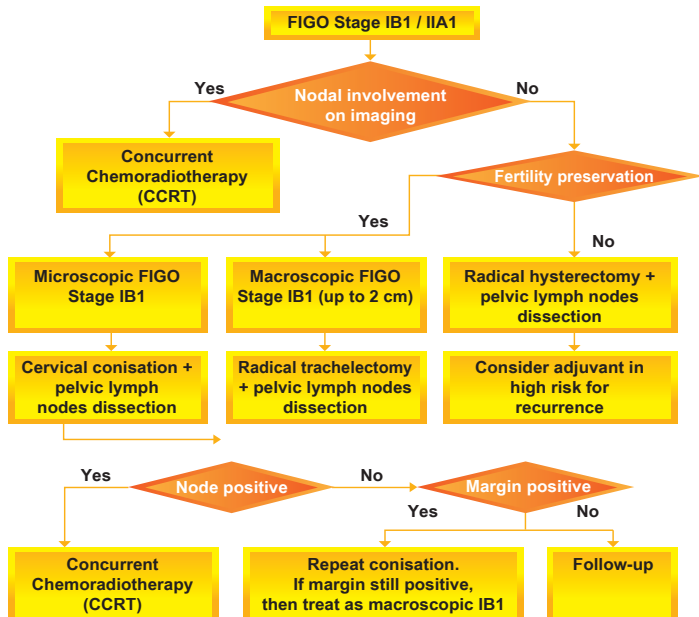 FIGO Stage IB1 / IIA1
Yes
No
Nodal involvement
on imaging
Concurrent
Chemoradiotherapy
(CCRT)
Fertility preservation
Yes
No
Microscopic FIGO
Stage IB1
Macroscopic FIGO
Stage IB1 (up to 2 cm)
Radical hysterectomy +
pelvic lymph nodes
dissection
Cervical conisation +
pelvic lymph
nodes dissection
Radical trachelectomy
+ pelvic lymph nodes
dissection
Consider adjuvant in
high risk for
recurrence
Yes
Node positive
No
Margin positive
Yes
No
Concurrent
Chemoradiotherapy
(CCRT)
Repeat conisation.
If margin still positive,
then treat as macroscopic IB1
Follow-up